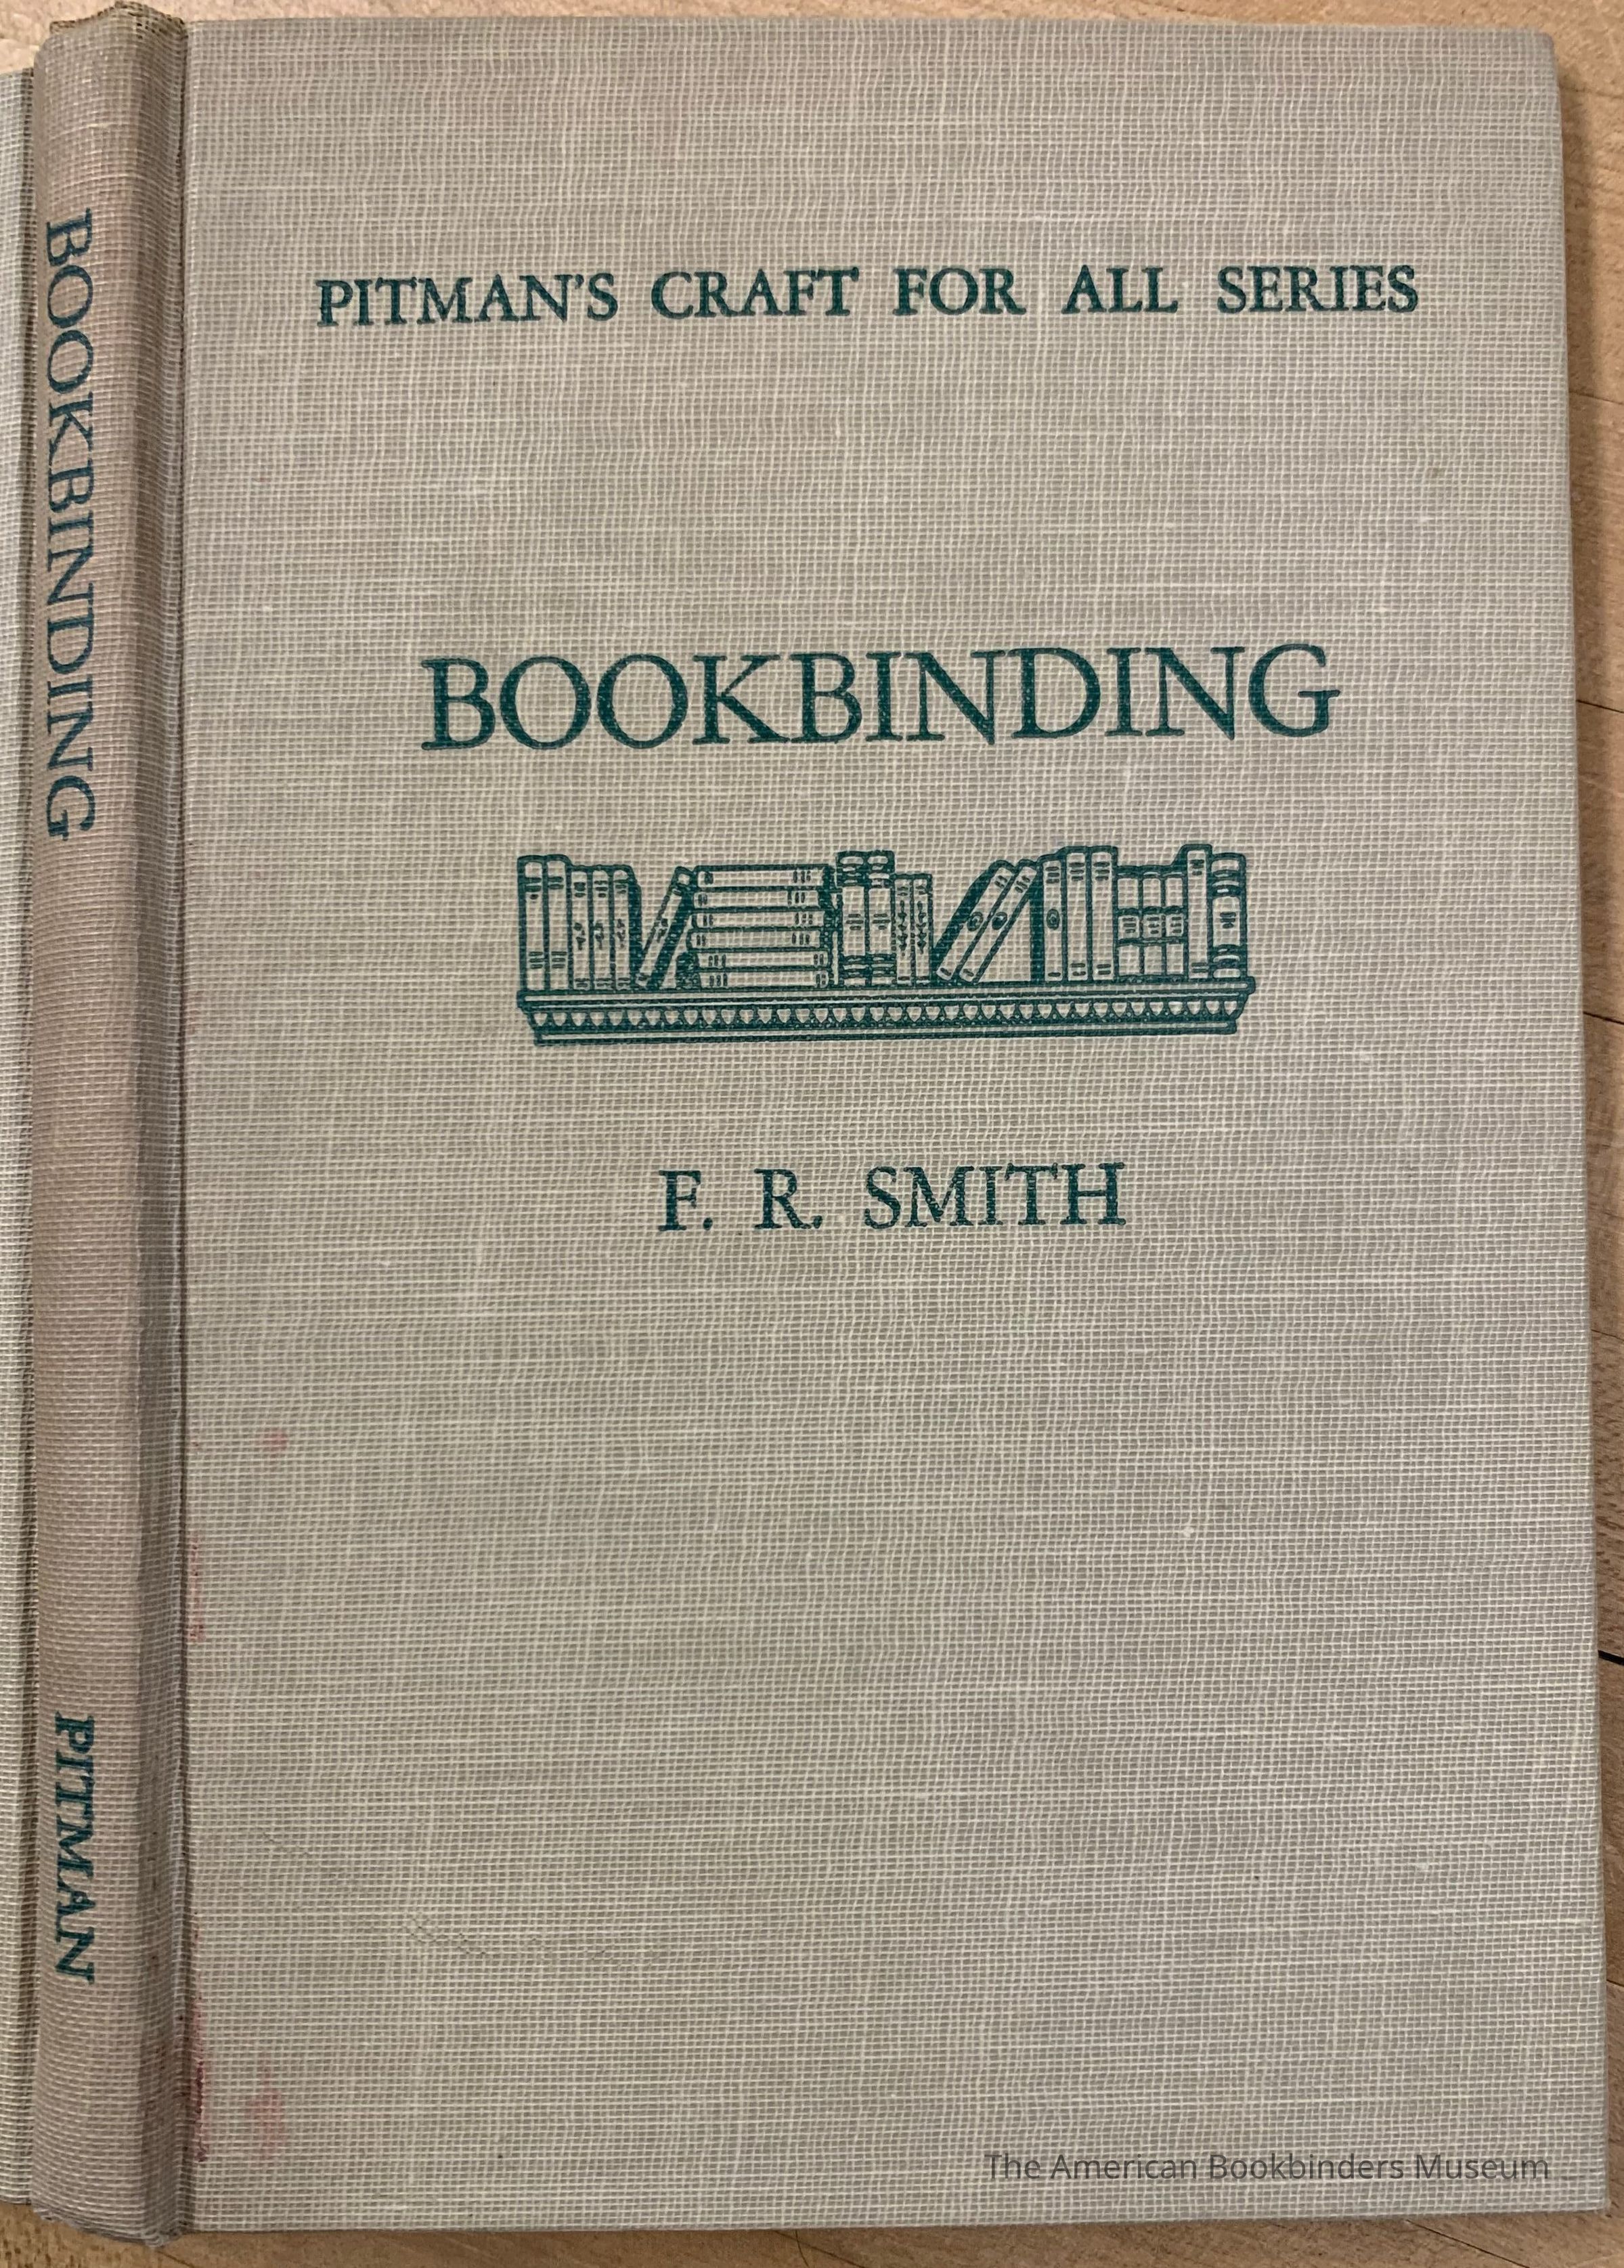 BOOKBINDING
PITMAN
PITMAN'S CRAFT FOR ALL SERIES
BOOKBINDING
F. R. SMITH
The American Bookbinders Museum